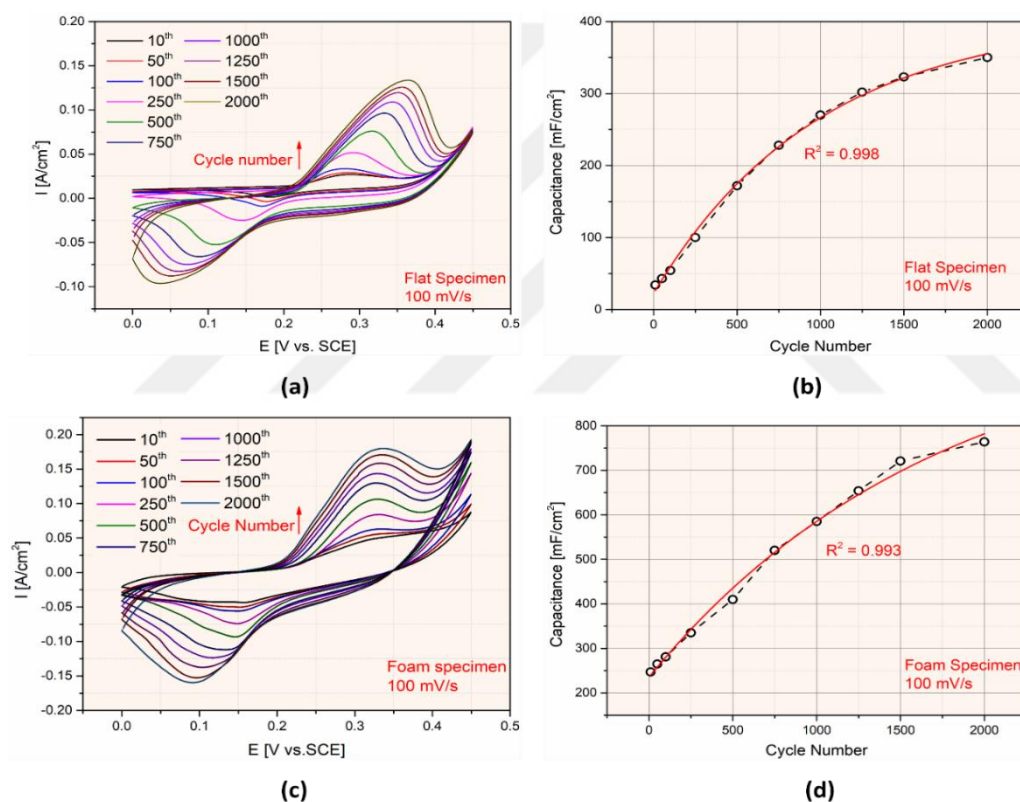 0.20
0.15
0.10
0.05
0.00
-0.05
-0.10
I [A/cm²]
10th
50th
100th
250th
500th
750th
1000th
1250th
1500th
2000th
Cycle number
Flat Specimen
100 mV/s
0.0 0.1 0.2 0.3 0.4 0.5
E [V vs. SCE]
(a)
400
300
200
100
0
Capacitance [mF/cm²]
R² = 0.998
Flat Specimen
100 mV/s
0 500 1000 1500 2000
Cycle Number
(b)
0.20
0.15
0.10
0.05
0.00
-0.05
-0.10
-0.15
0.20
I [A/cm²]
10th
50th
100th
250th
500th
750th
1000th
1250th
1500th
2000th
Cycle Number
Foam specimen
100 mV/s
0.0 0.1 0.2 0.3 0.4 0.5
E [V vs.SCE]
(c)
800
700
600
500
400
300
200
Capacitance [mF/cm²]
R² = 0.993
Foam Specimen
100 mV/s
0 500 1000 1500 2000
Cycle Number
(d)